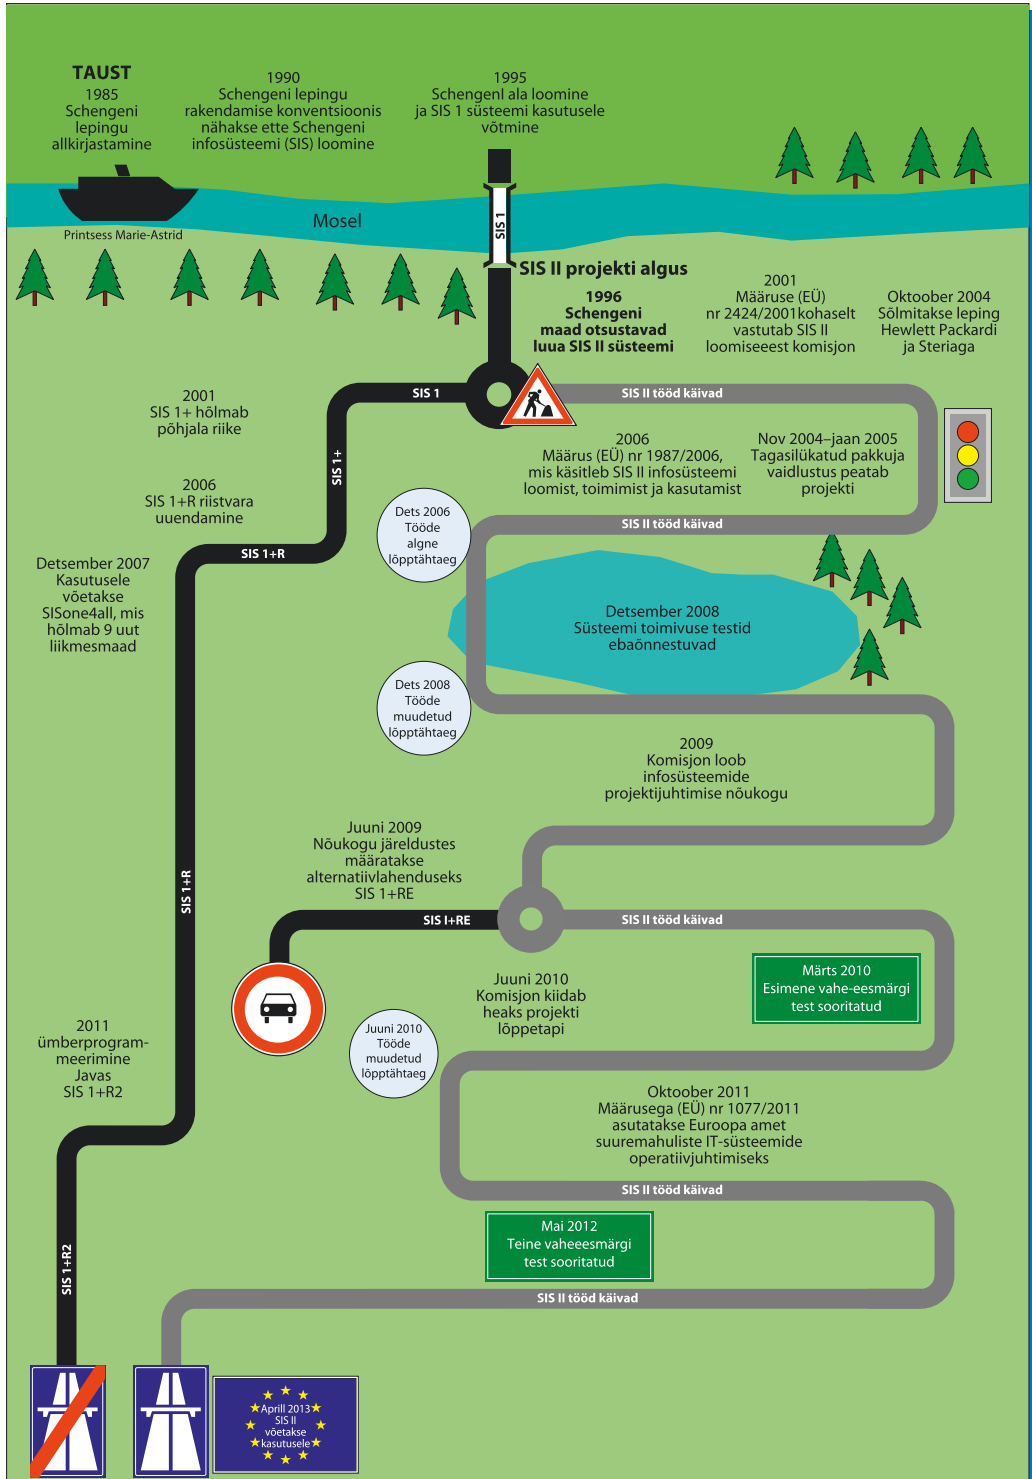 TAUST
1985
Schengeni
lepingu
allkirjastamine
1990
Schengeni lepingu
rakendamise konventsioonis
nähakse ette Schengeni
infosüsteemi (SIS) loomine
1995
SchengenI ala loomine
ja SIS 1 süsteemi kasutusele
võtmine
Printsess Marie-Astrid
Mosel
SIS 1
SIS II projekti algus
1996
Schengeni
maad otsustavad
luua SIS II süsteemi
2001
Määruse (EÜ)
nr 2424/2001kohaselt
vastutab SIS II
loomiseeest komisjon
Oktoober 2004
Sõlmitakse leping
Hewlett Packardi
ja Steriaga
SIS 1
SIS II tööd käivad
2001
SIS 1+ hõlmab
põhjala riike
SIS 1+
2006
Määrus (EÜ) nr 1987/2006,
mis käsitleb SIS II infosüsteemi
loomist, toimimist ja kasutamist
Nov 2004–jaan 2005
Tagasilükatud pakkuja
vaidlustus peatab
projekti
2006
SIS 1+R riistvara
uuendamine
Dets 2006
Tööde
algne
lõpptähtaeg
SIS II tööd käivad
SIS 1+R
Detsember 2007
Kasutusele
võetakse
SISone4all, mis
hõlmab 9 uut
liikmesmaad
Detsember 2008
Süsteemi toimivuse testid
ebaõnnestuvad
Dets 2008
Tööde
muudetud
lõpptähtaeg
2009
Komisjon loob
infosüsteemide
projektijuhtimise nõukogu
Juuni 2009
Nõukogu järeldustes
määratakse
alternatiivlahenduseks
SIS 1+RE
SIS 1+R
SIS I+RE
SIS II tööd käivad
Märts 2010
Esimene vahe-eesmärgi
test sooritatud
Juuni 2010
Komisjon kiidab
heaks projekti
lõppetapi
Juuni 2010
Tööde
muudetud
lõpptähtaeg
2011
ümberprogram-
meerimine
Javas
SIS 1+R2
Oktoober 2011
Määrusega (EÜ) nr 1077/2011
asutatakse Euroopa amet
suuremahuliste IT-süsteemide
operatiivjuhtimiseks
SIS II tööd käivad
Mai 2012
Teine vaheeesmärgi
test sooritatud
SIS 1+R2
SIS II tööd käivad
Aprill 2013
SIS II
võetakse
kasutusele